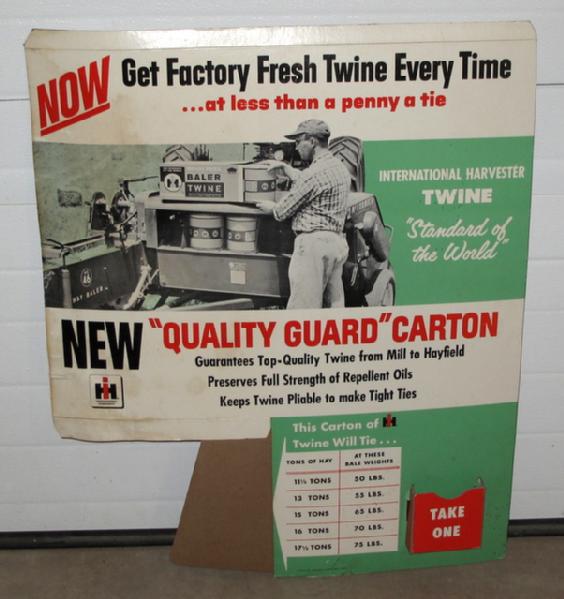 NOW Get Factory Fresh Twine Every Time
...at less than a penny a tie
BALER
TWINE
INTERNATIONAL HARVESTER
TWINE
"Standard of
the World"
46
HAY BALER
NEW "QUALITY GUARD" CARTON
Guarantees Top-Quality Twine from Mill to Hayfield
Preserves Full Strength of Repellent Oils
Keeps Twine Pliable to make Tight Ties
IH
This Carton of IH
Twine Will Tie...
TONS OF HAY AT THESE
BALE WEIGHTS
11½ TONS 50 LBS.
13 TONS 55 LBS.
15 TONS 65 LBS.
16 TONS 70 LBS.
17½ TONS 75 LBS.
TAKE
ONE